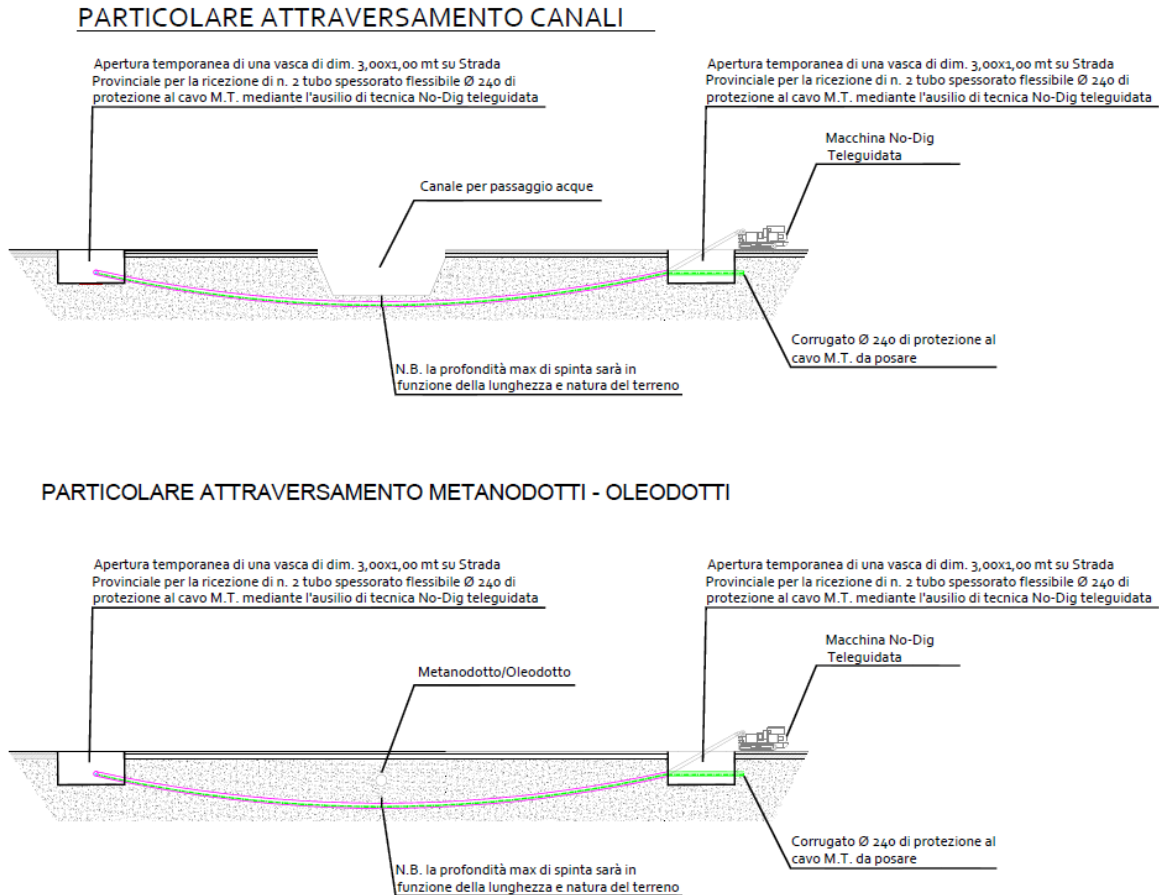 PARTICOLARE ATTRAVERSAMENTO CANALI
Apertura temporanea di una vasca di dim. 3,00x1,00 mt su Strada
Provinciale per la ricezione di n. 2 tubo spessorato flessibile Ø 240 di
protezione al cavo M.T. mediante l'ausilio di tecnica No-Dig teleguidata
Apertura temporanea di una vasca di dim. 3,00x1,00 mt su Strada
Provinciale per la ricezione di n. 2 tubo spessorato flessibile Ø 240 di
protezione al cavo M.T. mediante l'ausilio di tecnica No-Dig teleguidata
Macchina No-Dig
Teleguidata
Canale per passaggio acque
Corrugato Ø 240 di protezione al
cavo M.T. da posare
N.B. la profondità max di spinta sarà in
funzione della lunghezza e natura del terreno
PARTICOLARE ATTRAVERSAMENTO METANODOTTI - OLEODOTTI
Apertura temporanea di una vasca di dim. 3,00x1,00 mt su Strada
Provinciale per la ricezione di n. 2 tubo spessorato flessibile Ø 240 di
protezione al cavo M.T. mediante l'ausilio di tecnica No-Dig teleguidata
Apertura temporanea di una vasca di dim. 3,00x1,00 mt su Strada
Provinciale per la ricezione di n. 2 tubo spessorato flessibile Ø 240 di
protezione al cavo M.T. mediante l'ausilio di tecnica No-Dig teleguidata
Macchina No-Dig
Teleguidata
Metanodotto/Oleodotto
Corrugato Ø 240 di protezione al
cavo M.T. da posare
N.B. la profondità max di spinta sarà in
funzione della lunghezza e natura del terreno